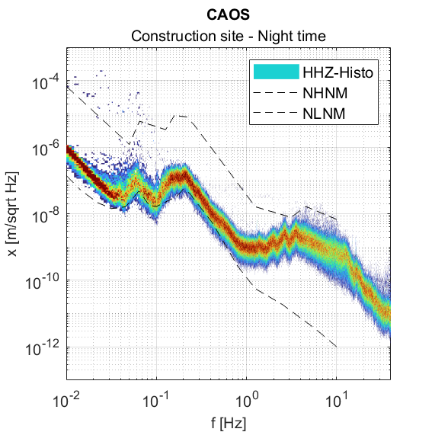 CAOS
Construction site - Night time
HHZ-Histo
NHNM
NLNM
10^-4
10^-6
10^-8
10^-10
10^-12
x [m/sqrt Hz]
10^-2
10^-1
10^0
10^1
f [Hz]